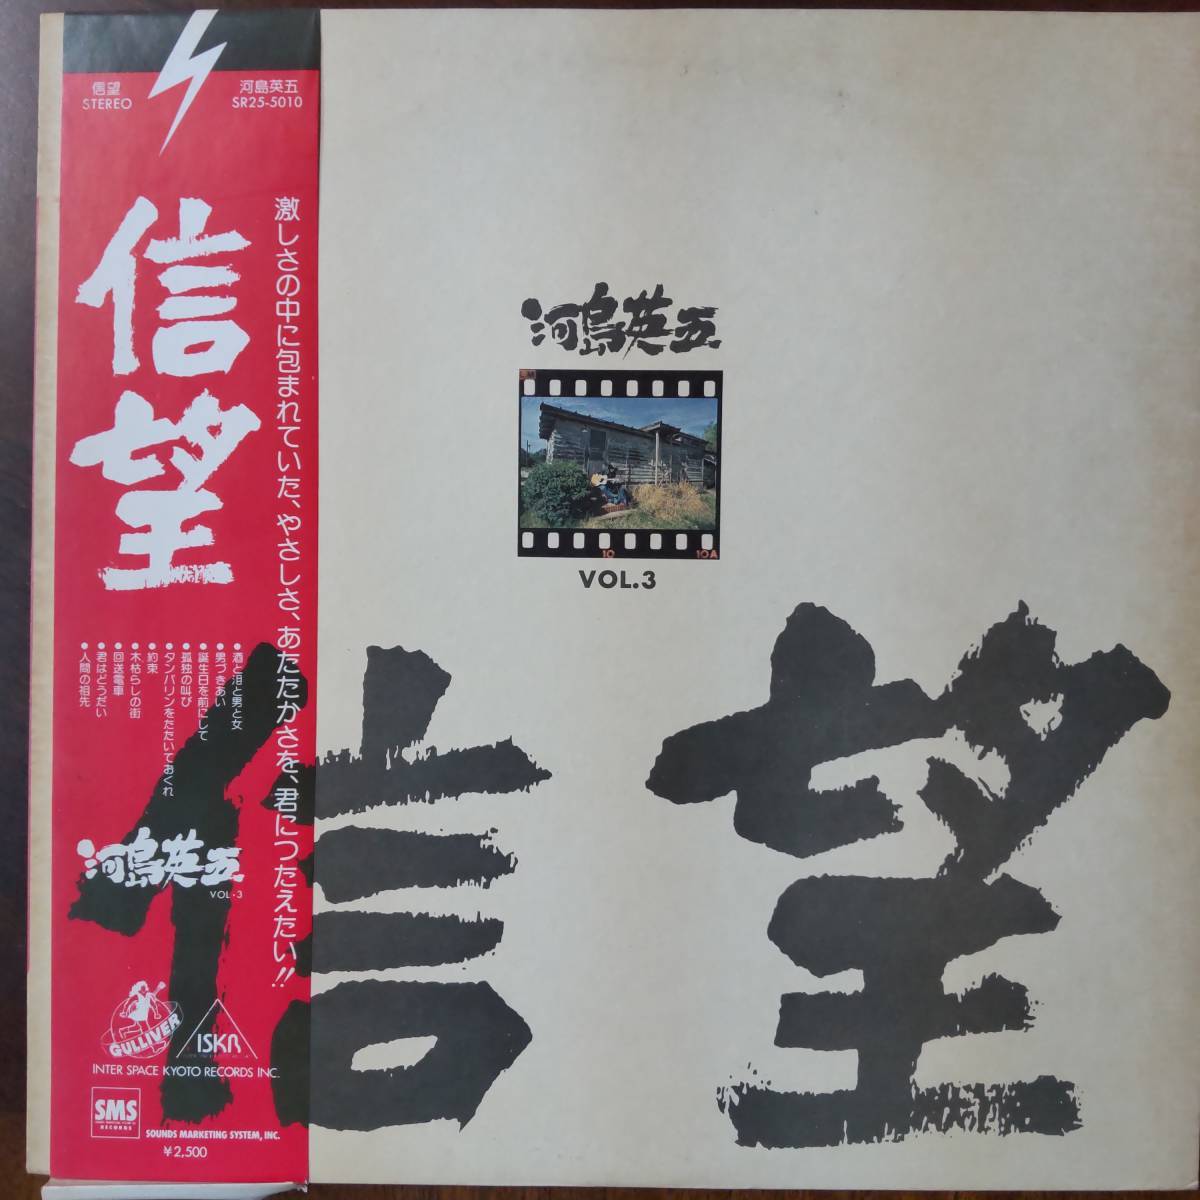 信望
STEREO
河島英五
SR25-5010
信望
激しさの中に包まれていた、やさしさ、あたたかさを、君につたえたい!!
●酒と泪と男と女
●男づきあい
●誕生日を前にして
●孤独の叫び
●タンバリンをたたいておくれ
●約束
●木枯らしの街
●回送電車
●君はどうだい
●人間の祖先
河島英五
VOL・3
GULLIVER
ISKR
INTER SPACE KYOTO RECORDS INC.
SMS
RECORDS
SOUNDS MARKETING SYSTEM, INC.
¥2,500
河島英五
10
10A
VOL.3
信望